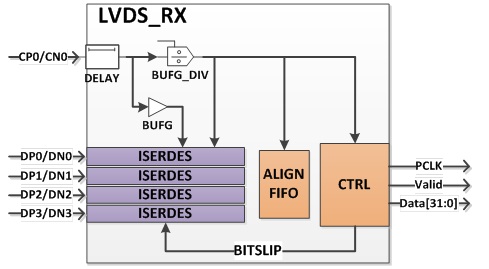 LVDS_RX
CP0/CN0
DELAY
BUFG_DIV
BUFG
DP0/DN0
ISERDES
DP1/DN1
ISERDES
DP2/DN2
ISERDES
DP3/DN3
ISERDES
ALIGN
FIFO
CTRL
PCLK
Valid
Data[31:0]
BITSLIP